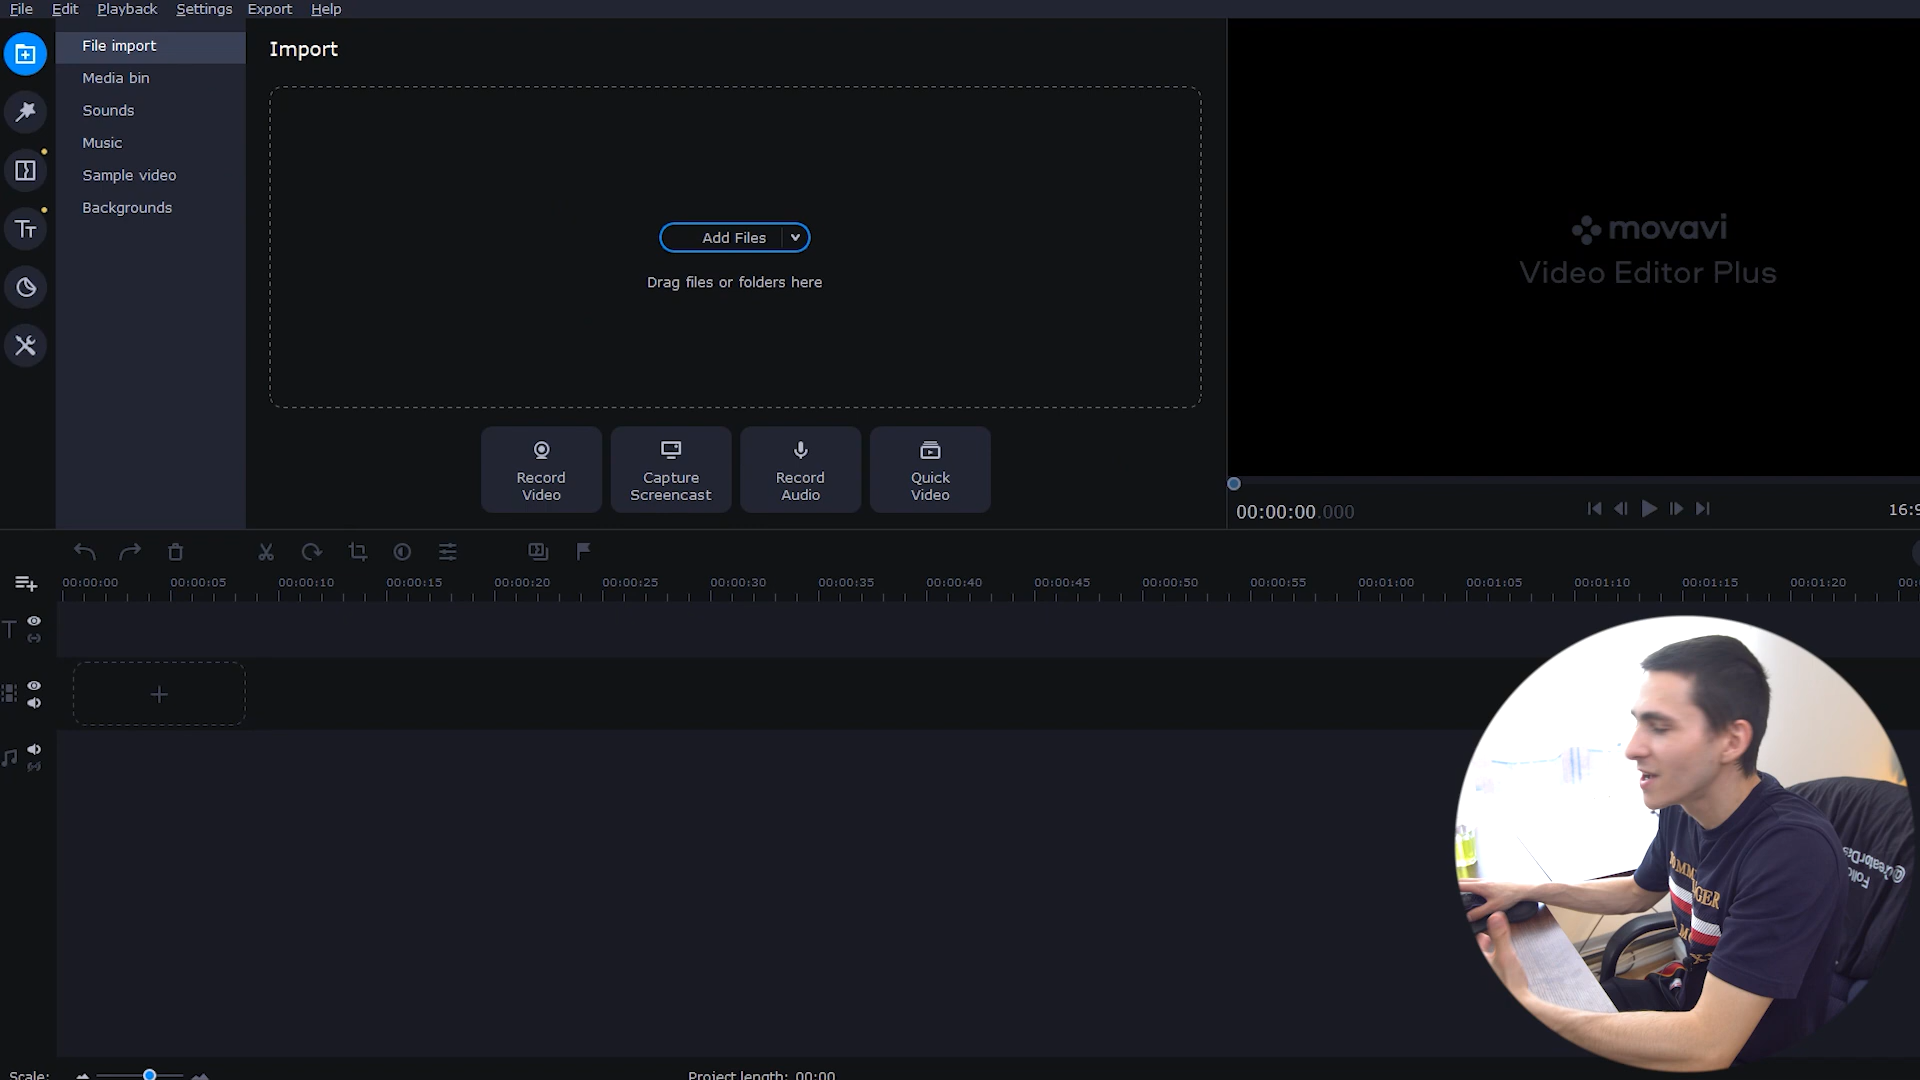 File Edit Playback Settings Export Help
File import
Media bin
Sounds
Music
Sample video
Backgrounds
Import
Add Files
Drag files or folders here
Record
Video
Capture
Screencast
Record
Audio
Quick
Video
movavi
Video Editor Plus
00:00:00.000
16:9
00:00:00 00:00:05 00:00:10 00:00:15 00:00:20 00:00:25 00:00:30 00:00:35 00:00:40 00:00:45 00:00:50 00:00:55 00:01:00 00:01:05 00:01:10 00:01:15 00:01:20
Scale:
Project length: 00:00